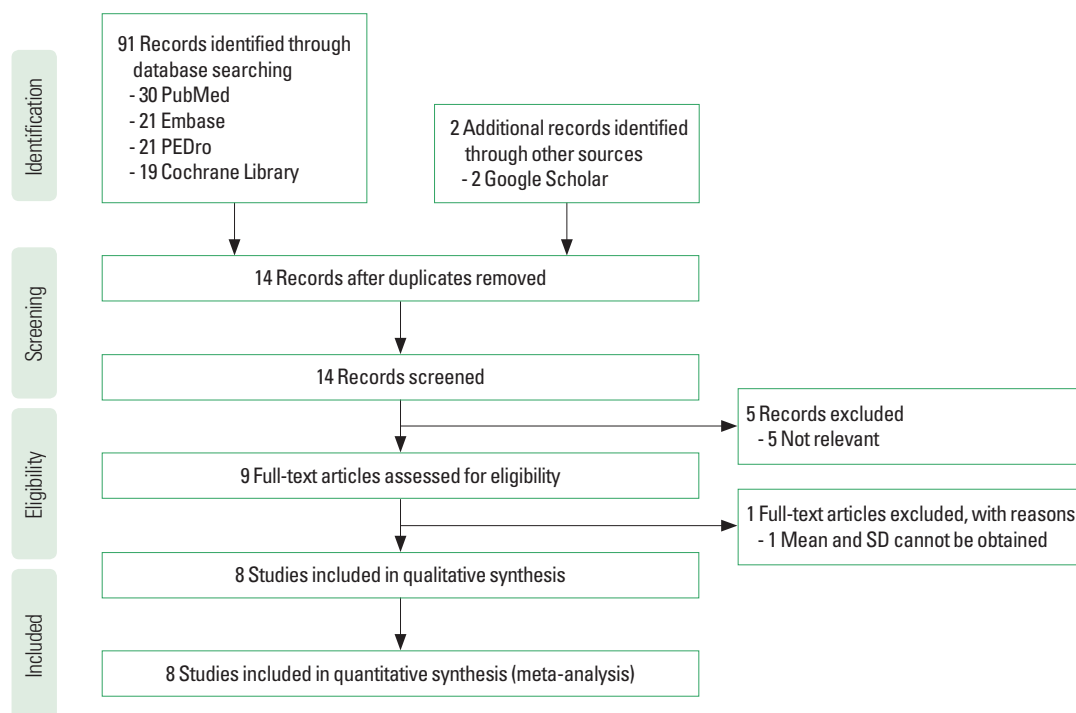 Identification
91 Records identified through
database searching
- 30 PubMed
- 21 Embase
- 21 PEDro
- 19 Cochrane Library
2 Additional records identified
through other sources
- 2 Google Scholar
Screening
14 Records after duplicates removed
14 Records screened
5 Records excluded
- 5 Not relevant
Eligibility
9 Full-text articles assessed for eligibility
1 Full-text articles excluded, with reasons
- 1 Mean and SD cannot be obtained
8 Studies included in qualitative synthesis
Included
8 Studies included in quantitative synthesis (meta-analysis)